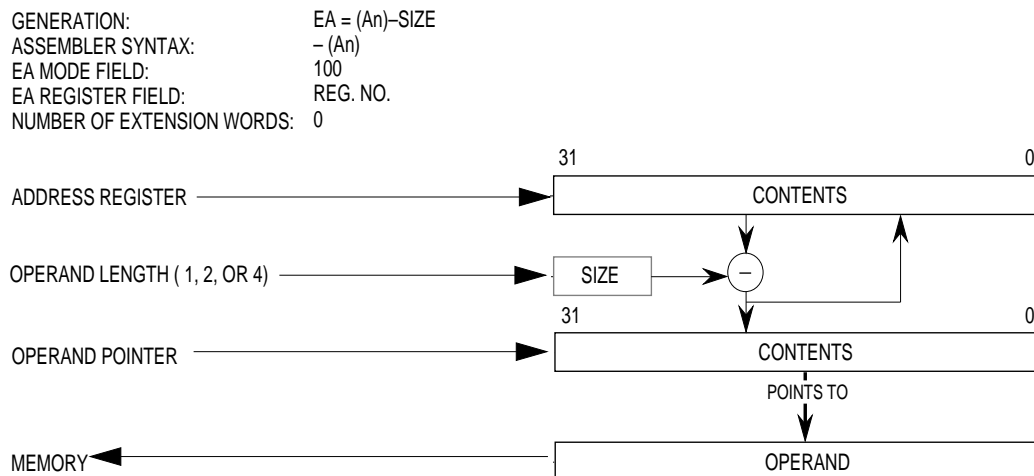 GENERATION: EA = (An)–SIZE
ASSEMBLER SYNTAX: – (An)
EA MODE FIELD: 100
EA REGISTER FIELD: REG. NO.
NUMBER OF EXTENSION WORDS: 0
31 0
ADDRESS REGISTER CONTENTS
OPERAND LENGTH ( 1, 2, OR 4) SIZE –
31 0
OPERAND POINTER CONTENTS
POINTS TO
MEMORY OPERAND